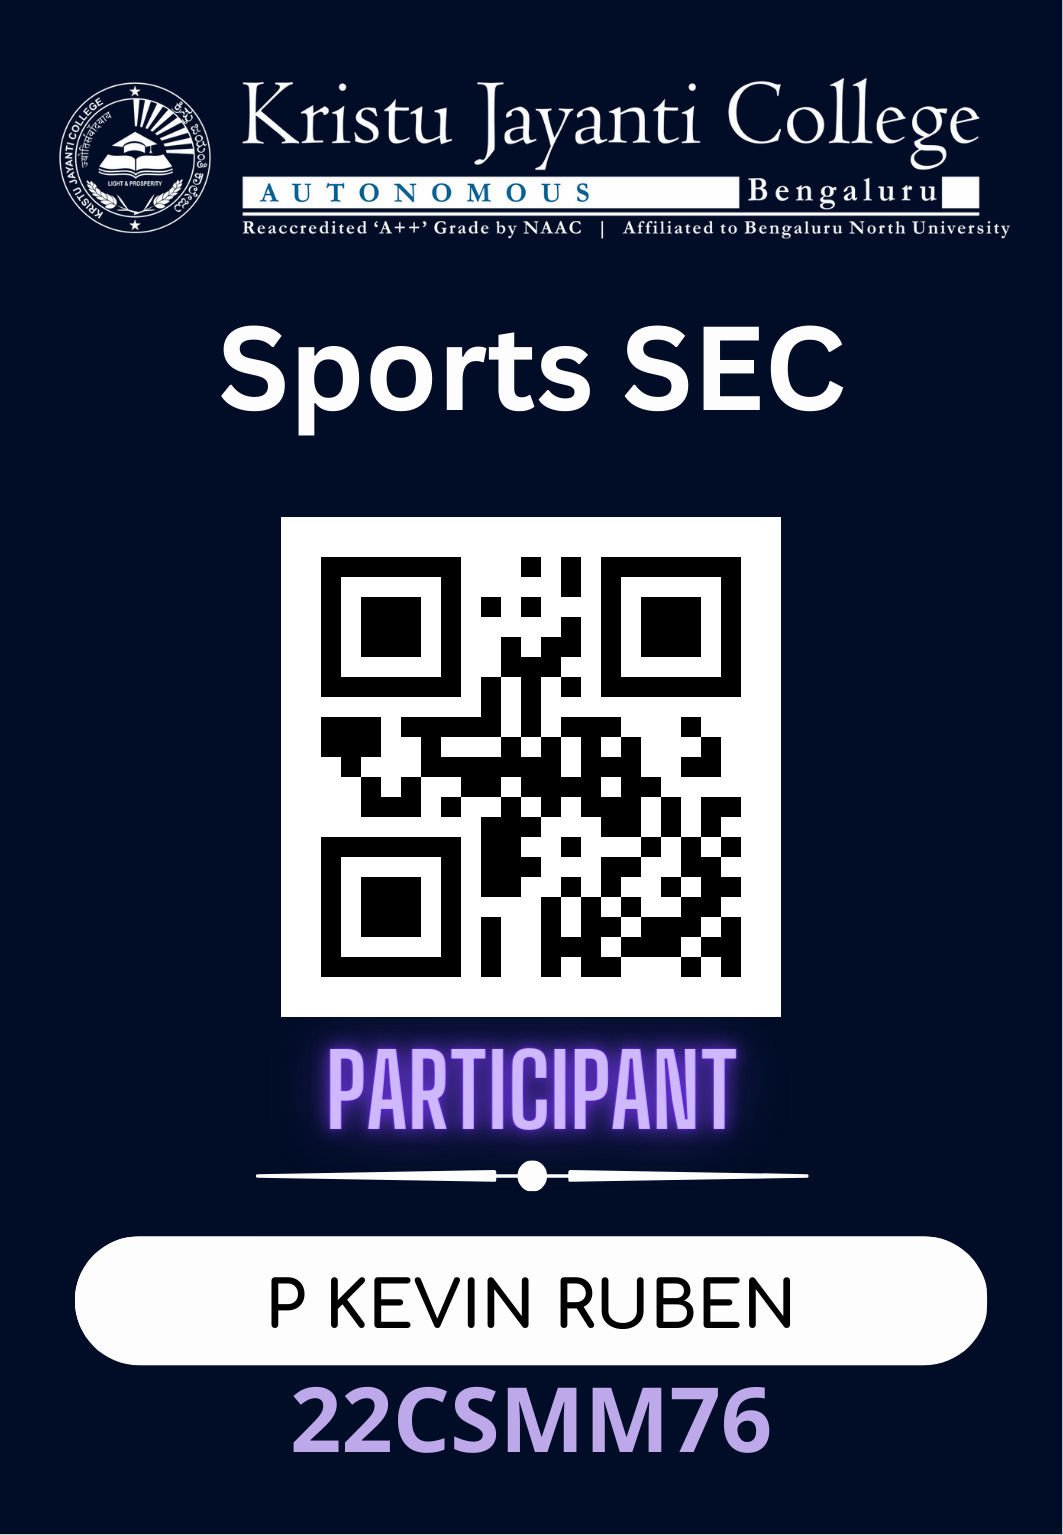 KRISTU JAYANTI COLLEGE
ಕ್ರಿಸ್ತು ಜಯಂತಿ ಕಾಲೇಜು
LIGHT & PROSPERITY
Kristu Jayanti College
AUTONOMOUS Bengaluru
Reaccredited ‘A++’ Grade by NAAC | Affiliated to Bengaluru North University
Sports SEC
PARTICIPANT
P KEVIN RUBEN
22CSMM76